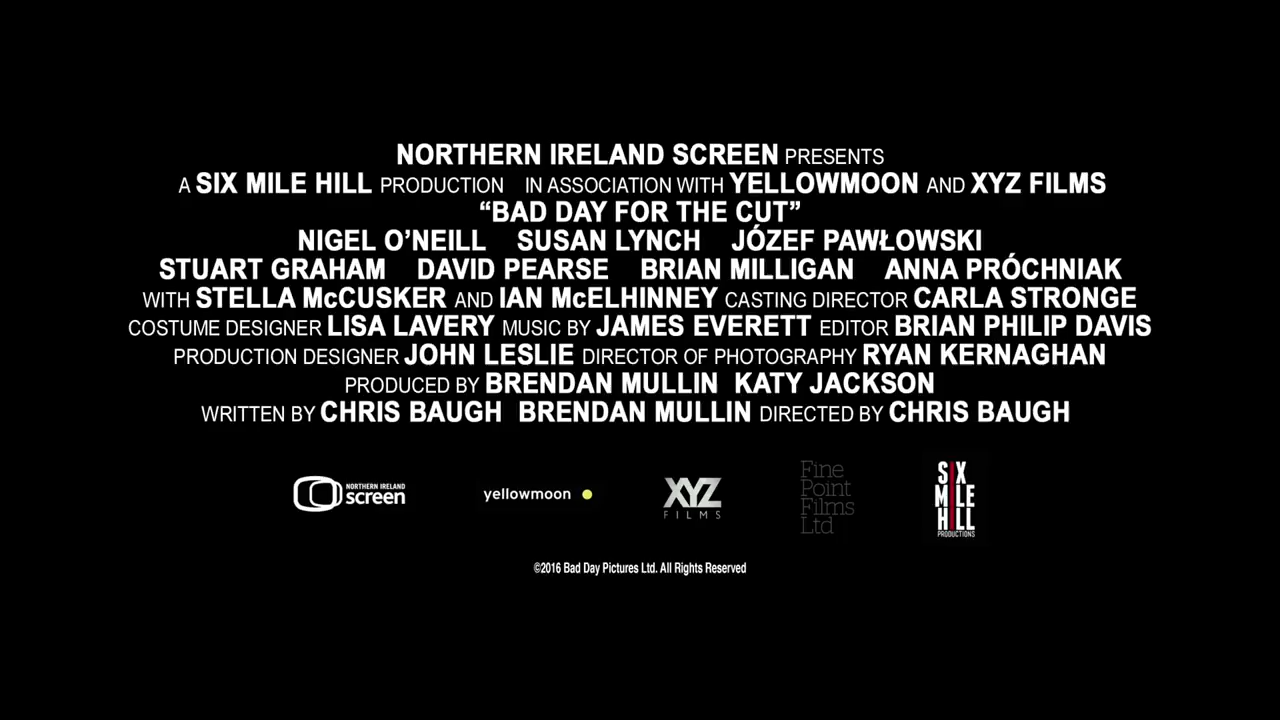 NORTHERN IRELAND SCREEN PRESENTS
A SIX MILE HILL PRODUCTION IN ASSOCIATION WITH YELLOWMOON AND XYZ FILMS
“BAD DAY FOR THE CUT”
NIGEL O’NEILL SUSAN LYNCH JÓZEF PAWŁOWSKI
STUART GRAHAM DAVID PEARSE BRIAN MILLIGAN ANNA PRÓCHNIAK
WITH STELLA McCUSKER AND IAN McELHINNEY CASTING DIRECTOR CARLA STRONGE
COSTUME DESIGNER LISA LAVERY MUSIC BY JAMES EVERETT EDITOR BRIAN PHILIP DAVIS
PRODUCTION DESIGNER JOHN LESLIE DIRECTOR OF PHOTOGRAPHY RYAN KERNAGHAN
PRODUCED BY BRENDAN MULLIN KATY JACKSON
WRITTEN BY CHRIS BAUGH BRENDAN MULLIN DIRECTED BY CHRIS BAUGH
NORTHERN IRELAND
screen
yellowmoon
XYZ
FILMS
Fine
Point
Films
Ltd
SIX
MILE
HILL
PRODUCTIONS
©2016 Bad Day Pictures Ltd. All Rights Reserved